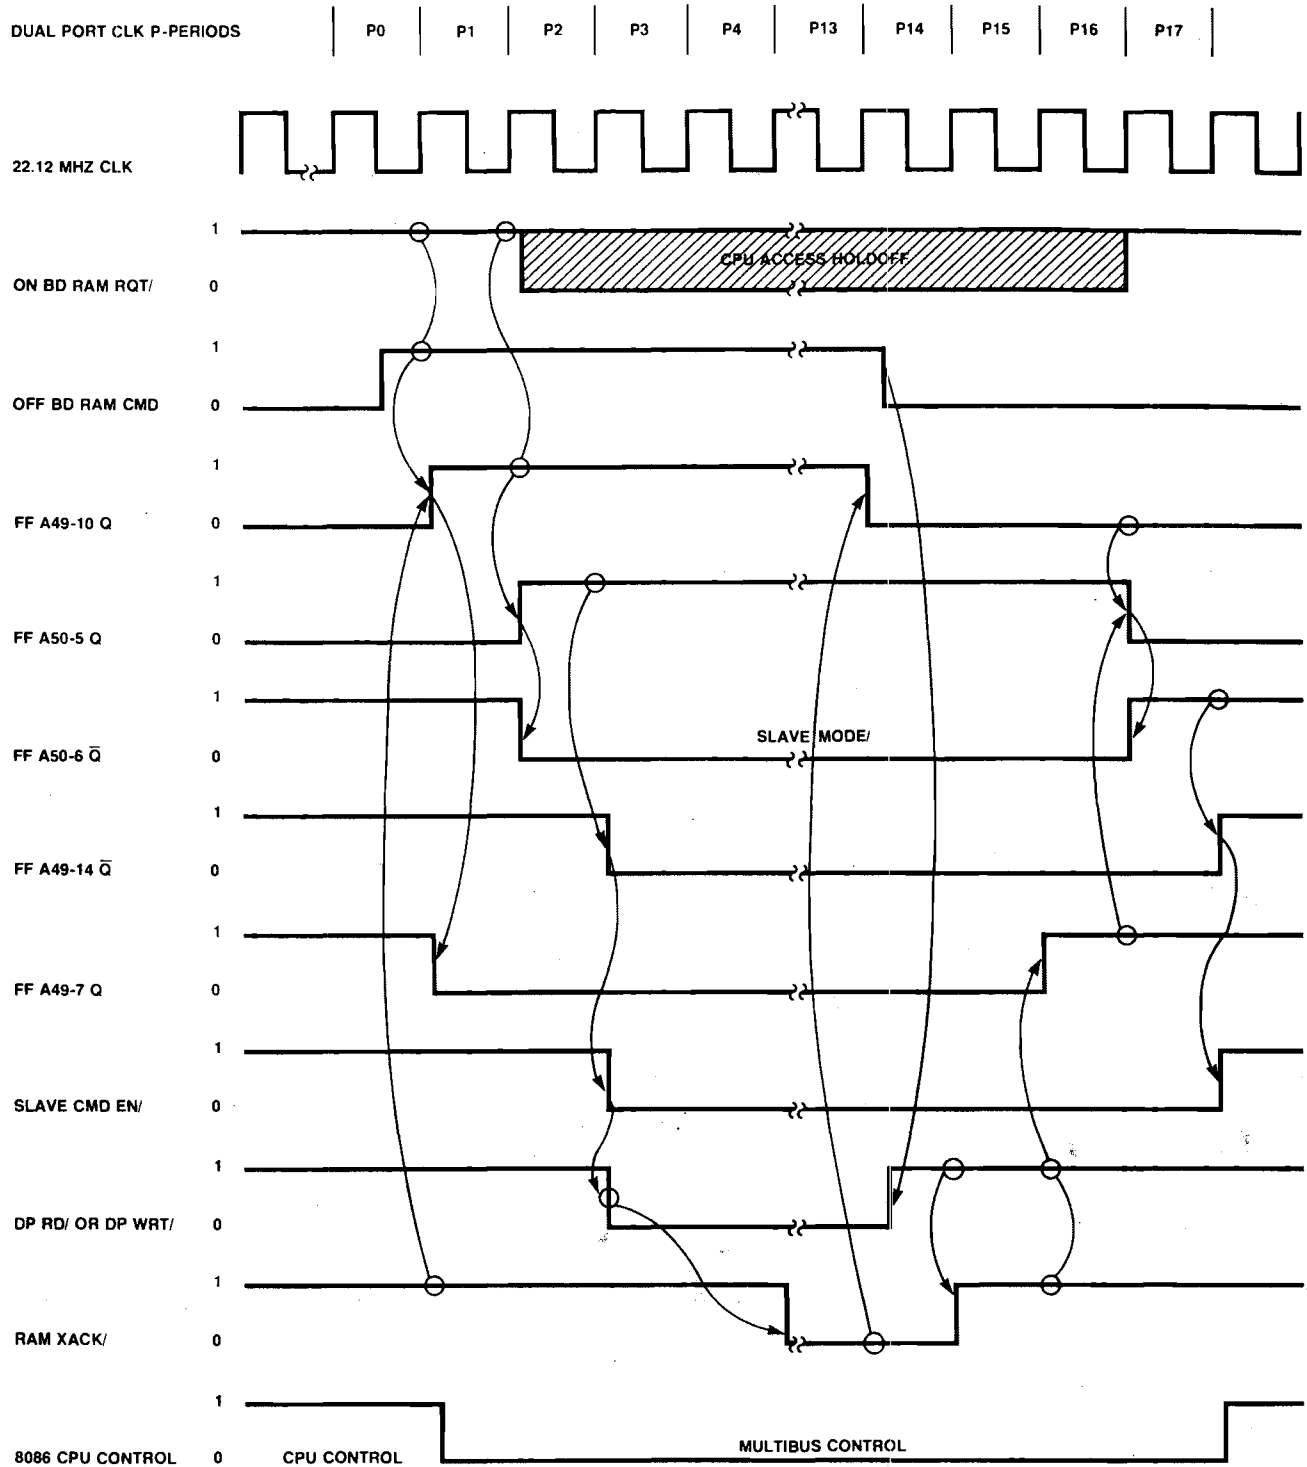 DUAL PORT CLK P-PERIODS P0 P1 P2 P3 P4 P13 P14 P15 P16 P17
22.12 MHZ CLK
1
CPU ACCESS HOLDOFF
ON BD RAM RQT/ 0
1
OFF BD RAM CMD 0
1
FF A49-10 Q 0
1
FF A50-5 Q 0
1
SLAVE MODE/
FF A50-6 Q̅ 0
1
FF A49-14 Q̅ 0
1
FF A49-7 Q 0
1
SLAVE CMD EN/ 0
1
DP RD/ OR DP WRT/ 0
1
RAM XACK/ 0
1
MULTIBUS CONTROL
8086 CPU CONTROL 0 CPU CONTROL